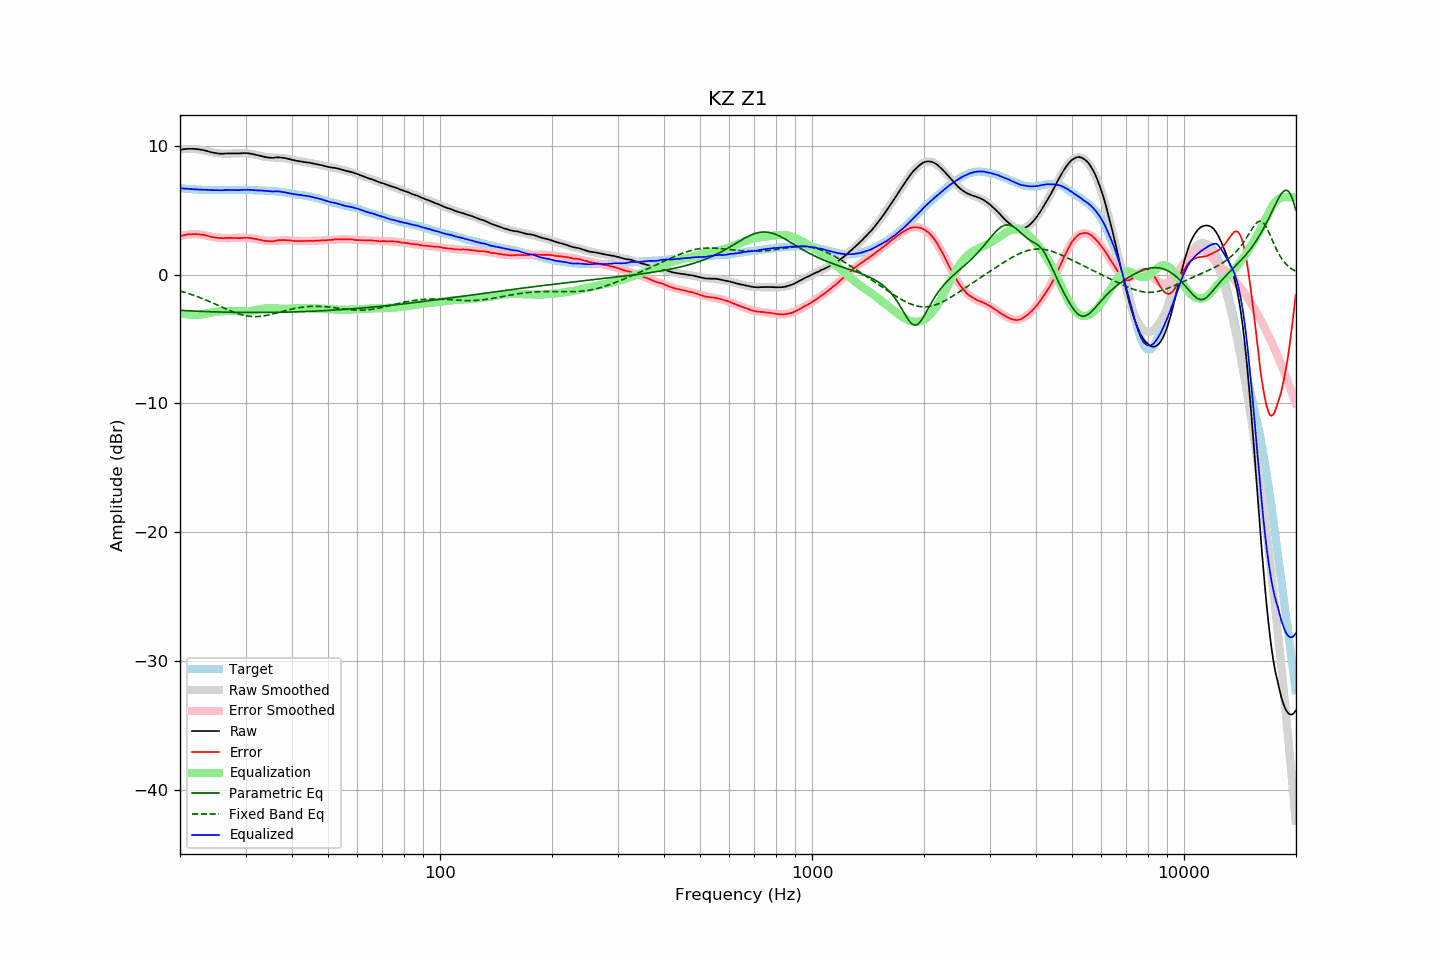 KZ Z1
10
0
−10
−20
−30
−40
Amplitude (dBr)
Target
Raw Smoothed
Error Smoothed
Raw
Error
Equalization
Parametric Eq
Fixed Band Eq
Equalized
100
1000
10000
Frequency (Hz)